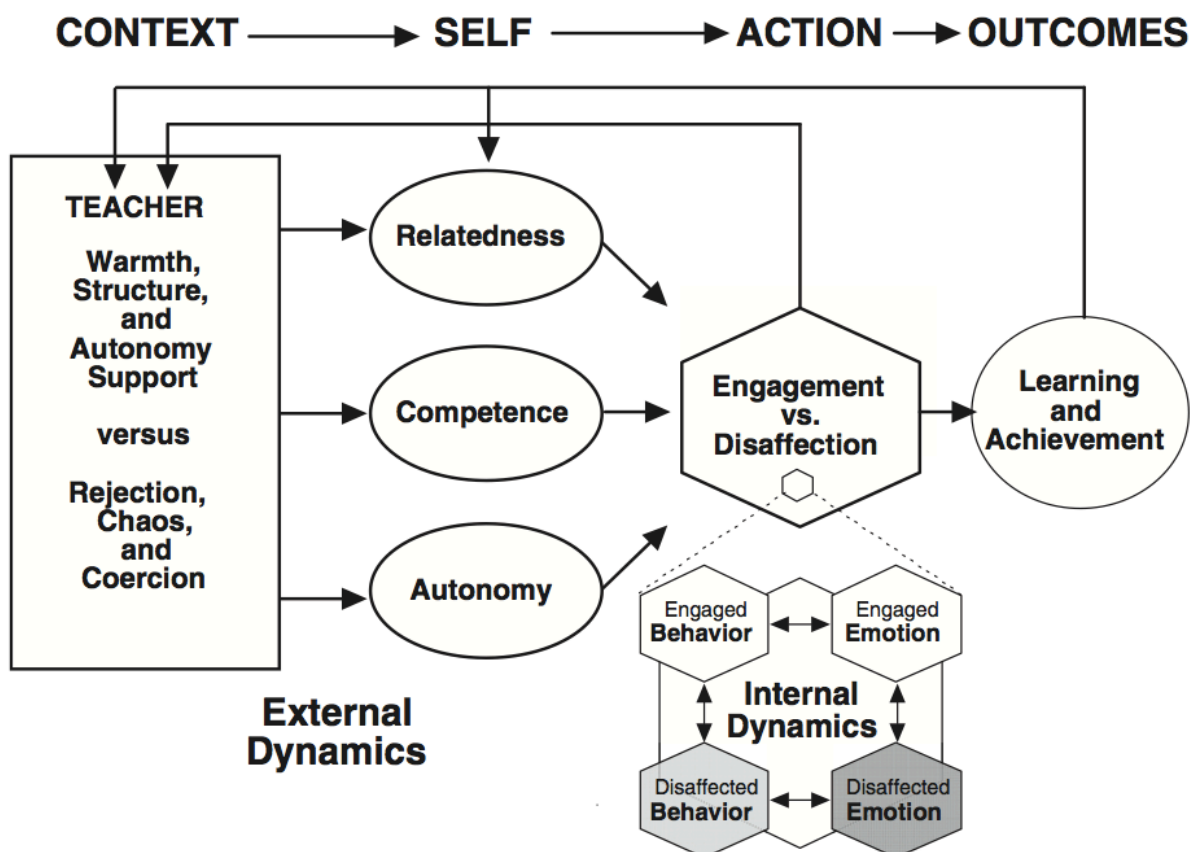 CONTEXT SELF ACTION OUTCOMES
TEACHER
Warmth,
Structure,
and
Autonomy
Support
versus
Rejection,
Chaos,
and
Coercion
Relatedness
Competence
Autonomy
Engagement
vs.
Disaffection
Learning
and
Achievement
External
Dynamics
Engaged
Behavior
Engaged
Emotion
Internal
Dynamics
Disaffected
Behavior
Disaffected
Emotion